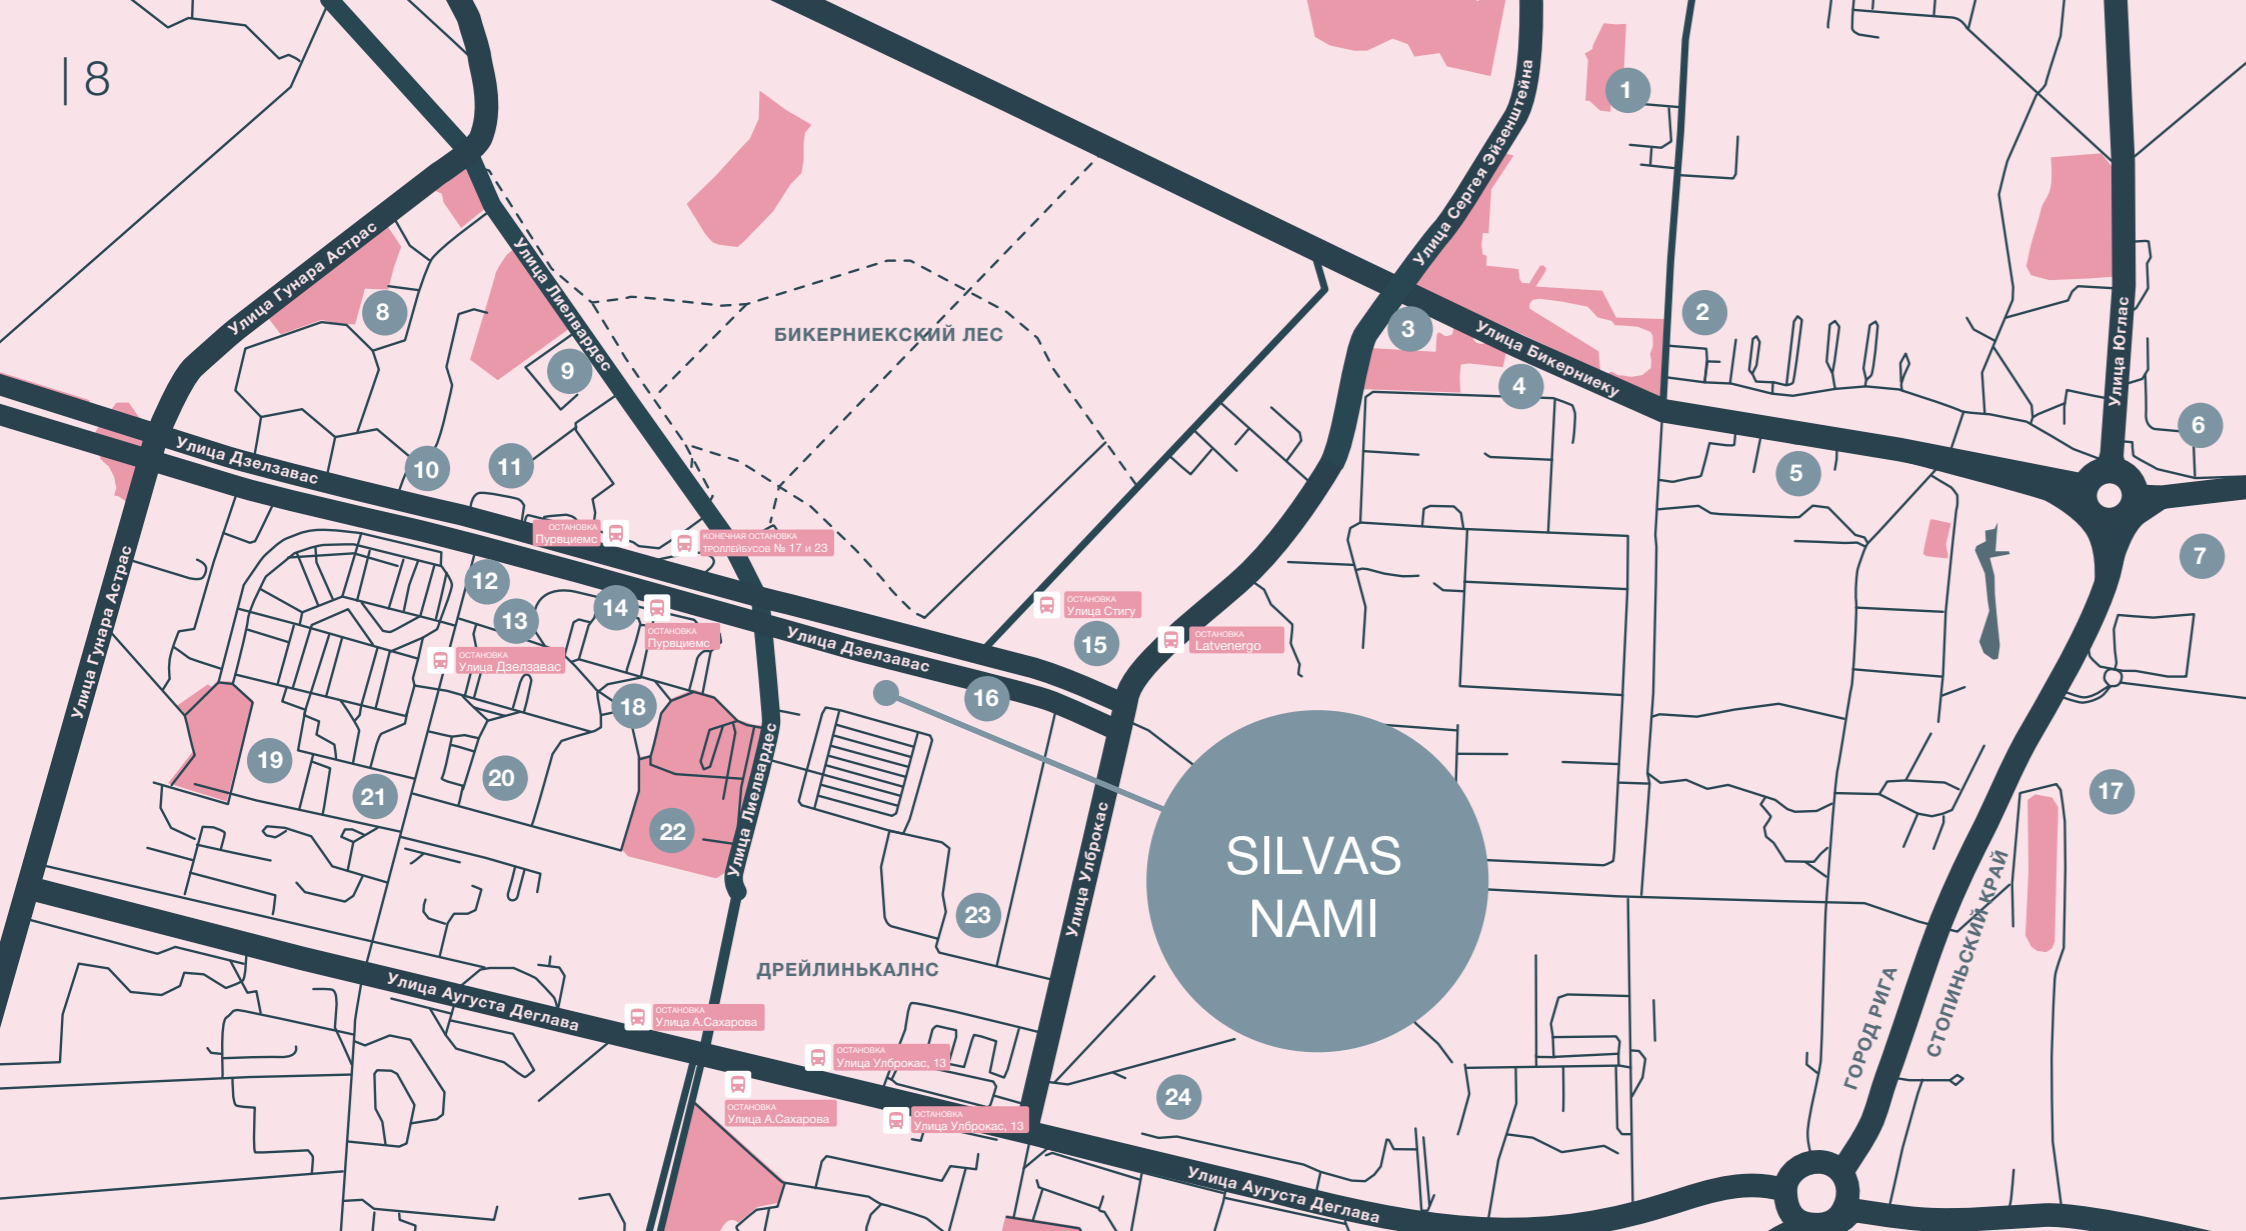 | 8
Улица Гунара Астрас
Улица Лиелвардес
БИКЕРНИЕКСКИЙ ЛЕС
Улица Сергея Эйзенштейна
1
2
3
Улица Бикерниеку
4
Улица Юглас
5
6
7
8
9
10
11
Улица Дзелзавас
ОСТАНОВКА
Пурвциемс
КОНЕЧНАЯ ОСТАНОВКА
ТРОЛЛЕЙБУСОВ № 17 и 23
12
13
14
ОСТАНОВКА
Пурвциемс
ОСТАНОВКА
Улица Дзелзавас
Улица Дзелзавас
ОСТАНОВКА
Улица Стигу
15
ОСТАНОВКА
Latvenergo
16
Улица Гунара Астрас
18
19
20
21
22
Улица Лиелвардес
17
SILVAS
NAMI
Улица Улброкас
23
ДРЕЙЛИНЬКАЛНС
ГОРОД РИГА
СТОПИНЬСКИЙ КРАЙ
Улица Аугуста Деглава
ОСТАНОВКА
Улица А.Сахарова
ОСТАНОВКА
Улица Улброкас, 13
ОСТАНОВКА
Улица А.Сахарова
ОСТАНОВКА
Улица Улброкас, 13
24
Улица Аугуста Деглава